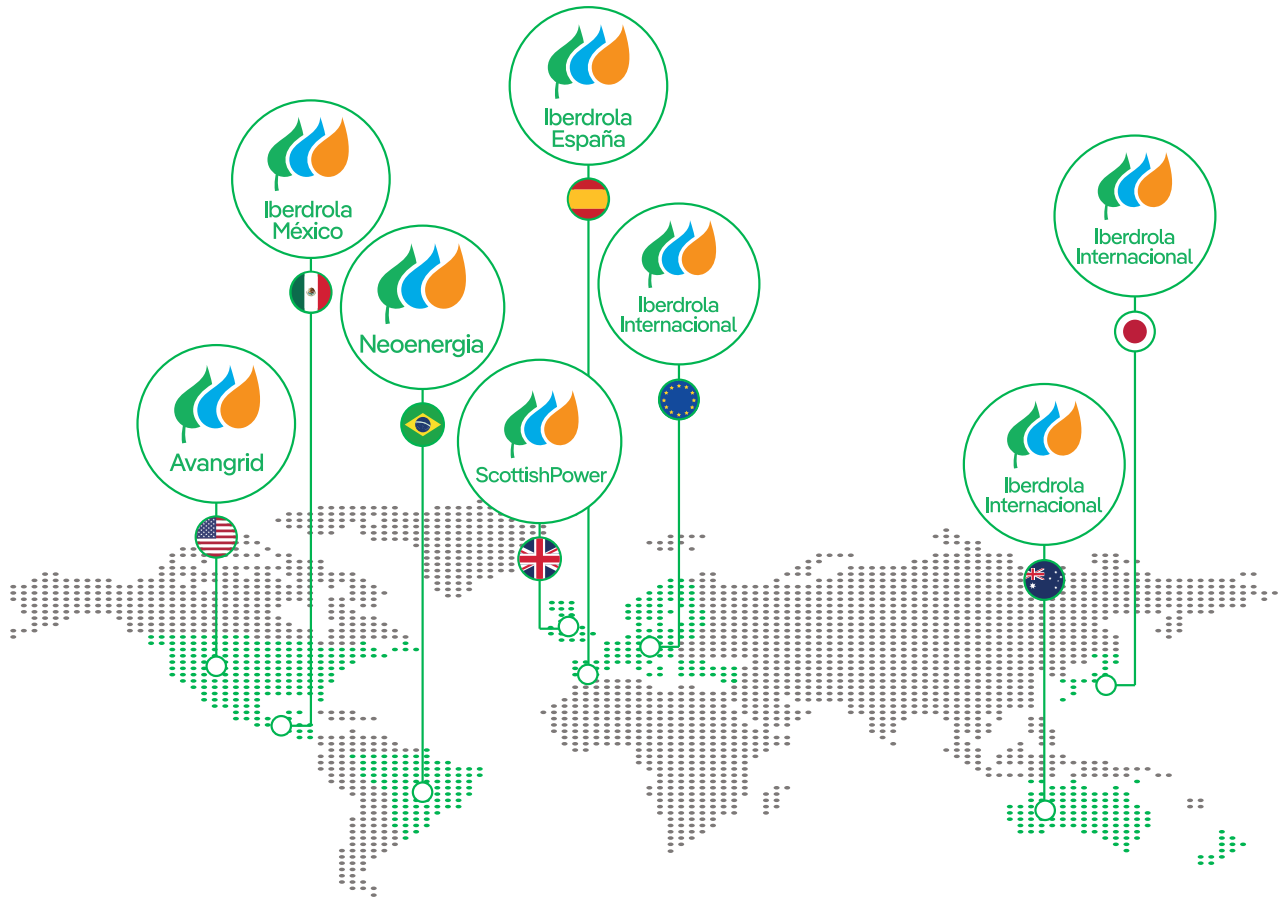 Iberdrola
España
Iberdrola
México
Iberdrola
Internacional
Neoenergia
Iberdrola
Internacional
Avangrid
ScottishPower
Iberdrola
Internacional